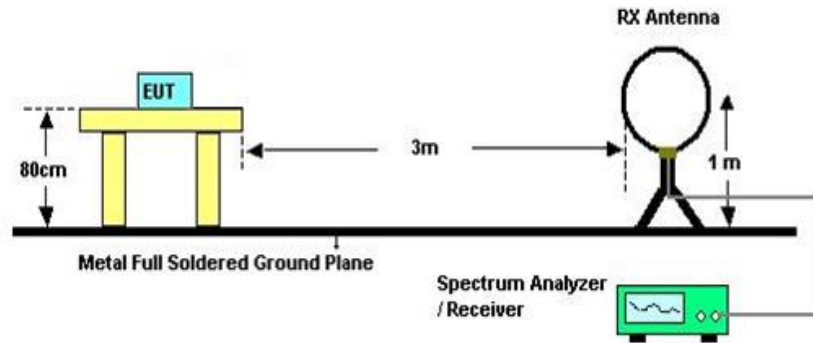 RX Antenna
EUT
3m
80cm
1 m
Metal Full Soldered Ground Plane
Spectrum Analyzer
/ Receiver